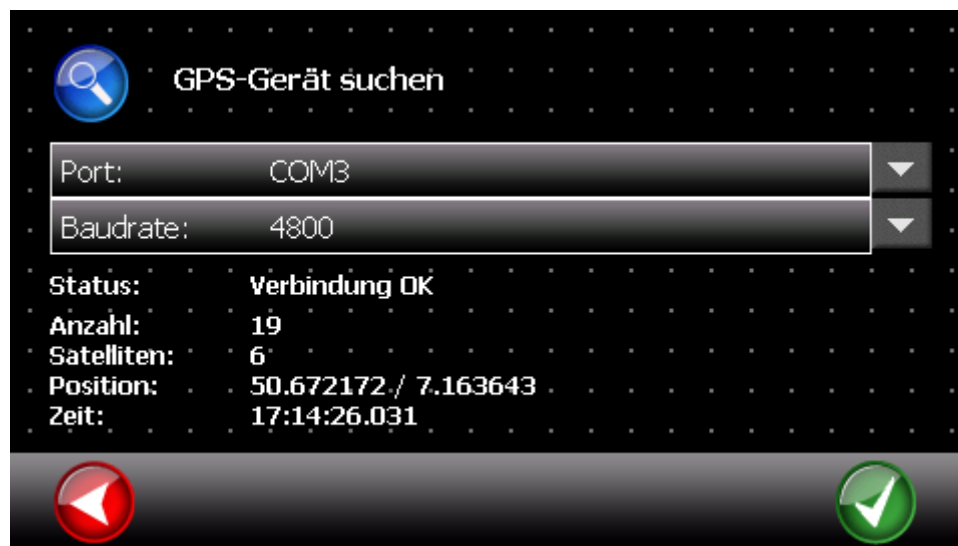 GPS-Gerät suchen
Port: COM3
Baudrate: 4800
Status: Verbindung OK
Anzahl: 19
Satelliten: 6
Position: 50.672172 / 7.163643
Zeit: 17:14:26.031